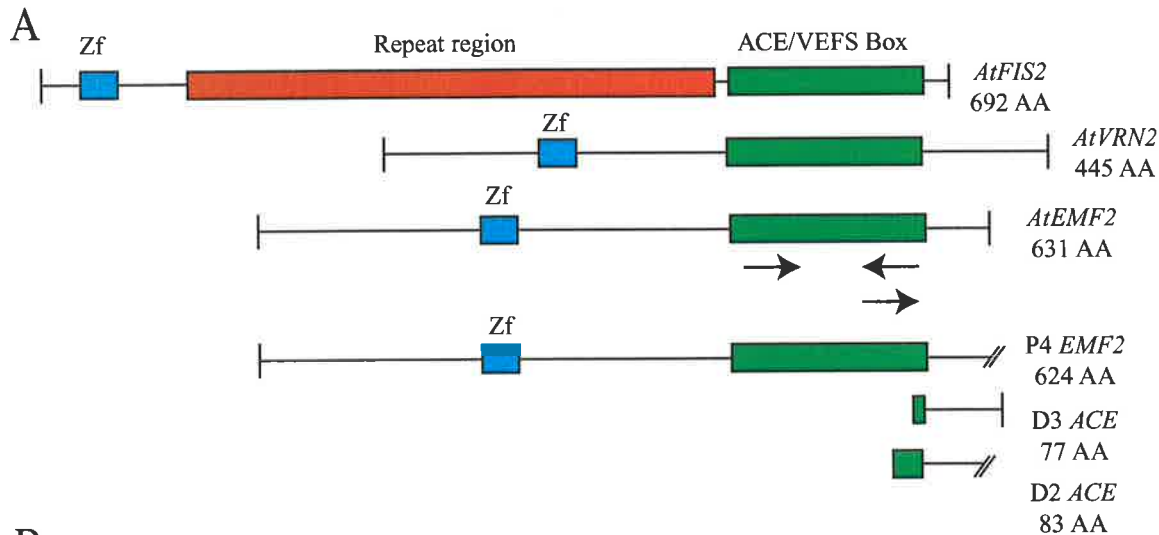 A
Zf
Repeat region
ACE/VEFS Box
AtFIS2
692 AA
Zf
AtVRN2
445 AA
Zf
AtEMF2
631 AA
Zf
P4 EMF2
624 AA
D3 ACE
77 AA
D2 ACE
83 AA